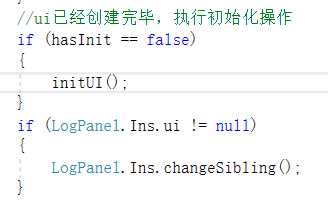 //ui已经创建完毕，执行初始化操作
if (hasInit == false)
{
    initUI();
}
if (LogPanel.Ins.ui != null)
{
    LogPanel.Ins.changeSibling();
}